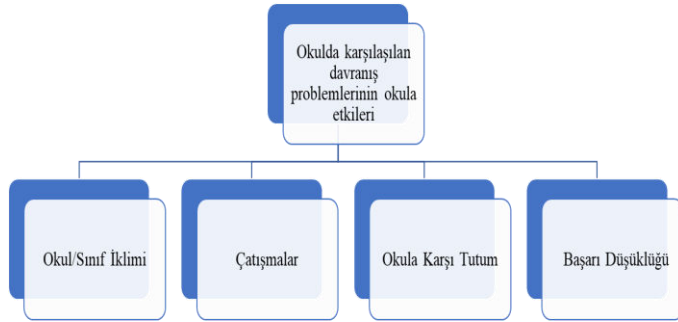 Okulda karşılaşılan
davranış
problemlerinin okula
etkileri
Okul/Sınıf İklimi
Çatışmalar
Okula Karşı Tutum
Başarı Düşüklüğü